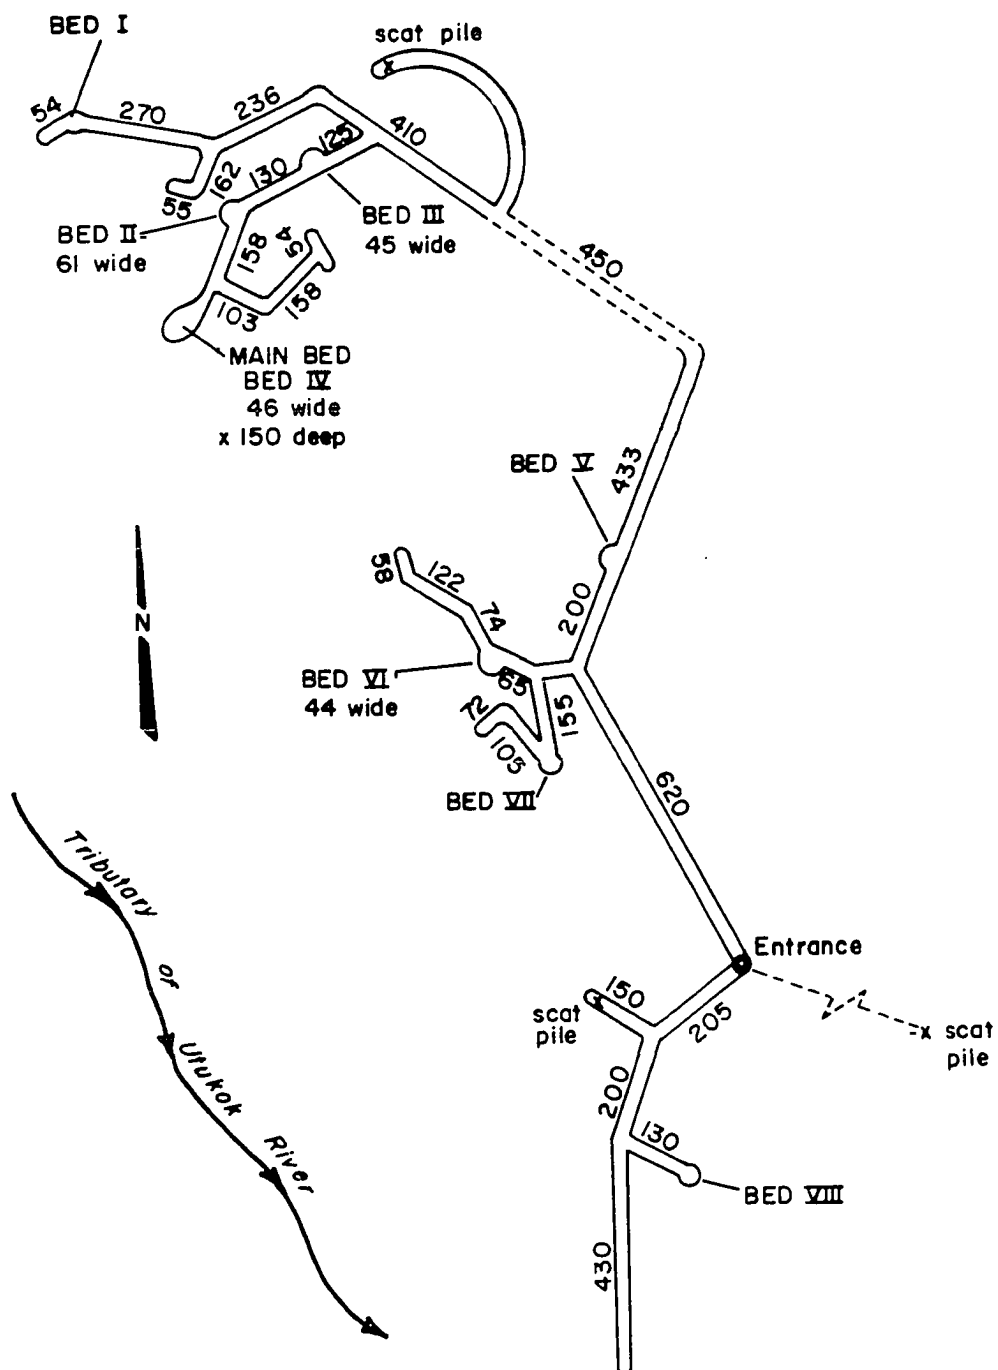 BED I
scat pile
54
270
236
410
125
130
162
55
BED II
61 wide
BED III
45 wide
158
54
158
103
450
MAIN BED
BED IV
46 wide
x 150 deep
BED V
433
N
58
122
74
200
BED VI
44 wide
65
72
105
155
BED VII
620
Tributary
of
Utukok
River
Entrance
150
205
scat
pile
x scat
pile
200
130
BED VIII
430